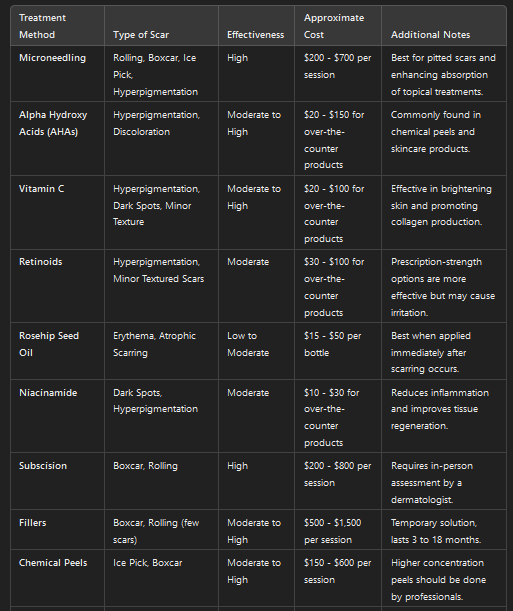 Treatment Method | Type of Scar | Effectiveness | Approximate Cost | Additional Notes
Microneedling | Rolling, Boxcar, Ice Pick, Hyperpigmentation | High | $200 - $700 per session | Best for pitted scars and enhancing absorption of topical treatments.
Alpha Hydroxy Acids (AHAs) | Hyperpigmentation, Discoloration | Moderate to High | $20 - $150 for over-the-counter products | Commonly found in chemical peels and skincare products.
Vitamin C | Hyperpigmentation, Dark Spots, Minor Texture | Moderate to High | $20 - $100 for over-the-counter products | Effective in brightening skin and promoting collagen production.
Retinoids | Hyperpigmentation, Minor Textured Scars | Moderate | $30 - $100 for over-the-counter products | Prescription-strength options are more effective but may cause irritation.
Rosehip Seed Oil | Erythema, Atrophic Scarring | Low to Moderate | $15 - $50 per bottle | Best when applied immediately after scarring occurs.
Niacinamide | Dark Spots, Hyperpigmentation | Moderate | $10 - $30 for over-the-counter products | Reduces inflammation and improves tissue regeneration.
Subscision | Boxcar, Rolling | High | $200 - $800 per session | Requires in-person assessment by a dermatologist.
Fillers | Boxcar, Rolling (few scars) | Moderate to High | $500 - $1,500 per session | Temporary solution, lasts 3 to 18 months.
Chemical Peels | Ice Pick, Boxcar | Moderate to High | $150 - $600 per session | Higher concentration peels should be done by professionals.